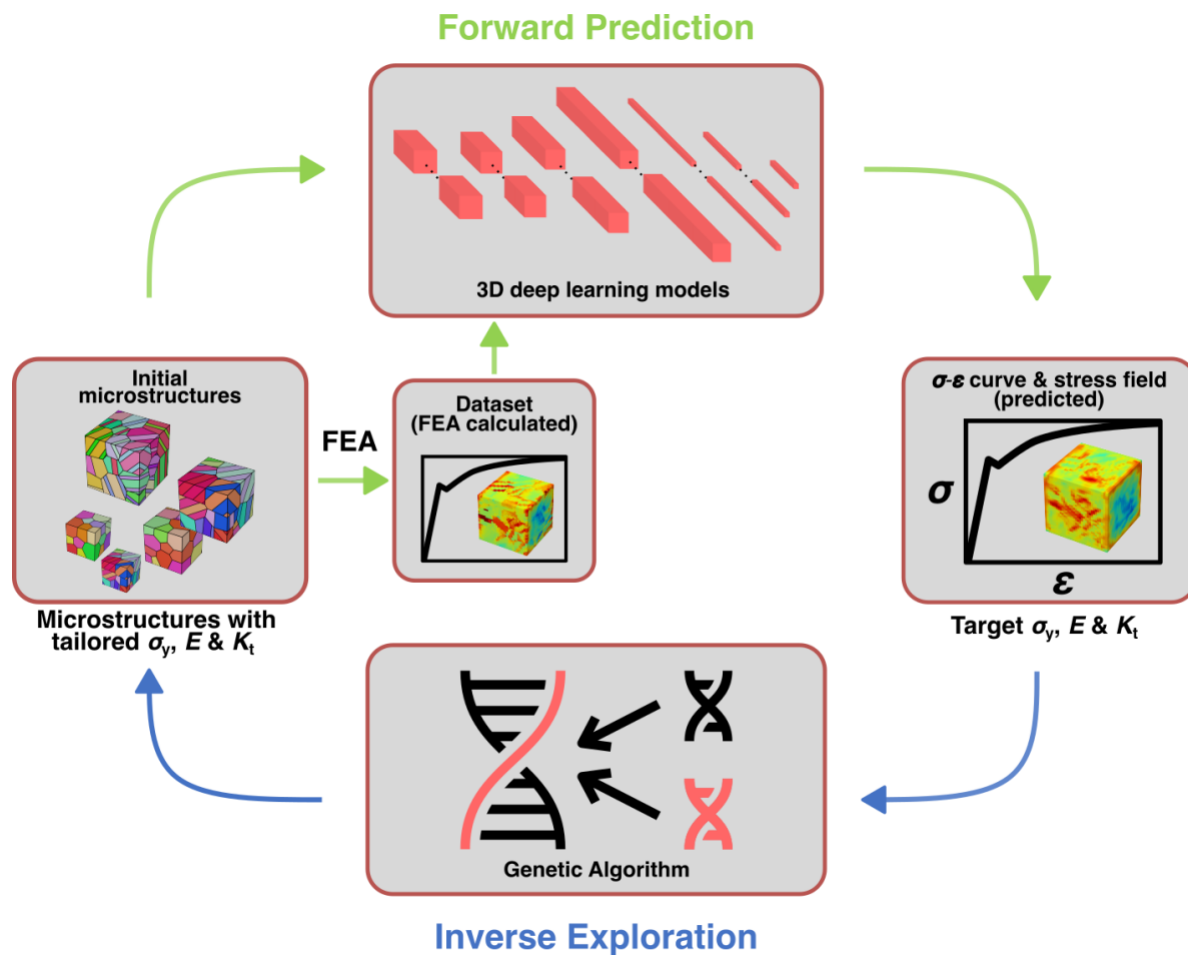 Forward Prediction
3D deep learning models
Initial
microstructures
FEA
Dataset
(FEA calculated)
σ-ε curve & stress field
(predicted)
σ
ε
Microstructures with
tailored σy, E & Kt
Target σy, E & Kt
Genetic Algorithm
Inverse Exploration